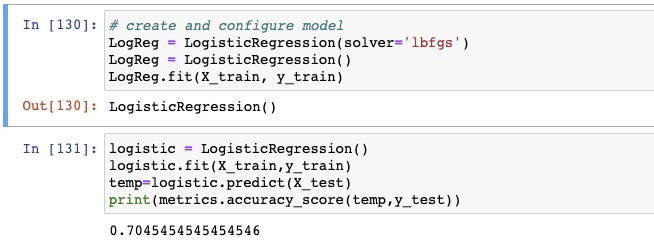 In [130]: # create and configure model
LogReg = LogisticRegression(solver='lbfgs')
LogReg = LogisticRegression()
LogReg.fit(X_train, y_train)
Out[130]: LogisticRegression()
In [131]: logistic = LogisticRegression()
logistic.fit(X_train,y_train)
temp=logistic.predict(X_test)
print(metrics.accuracy_score(temp,y_test))
0.7045454545454546